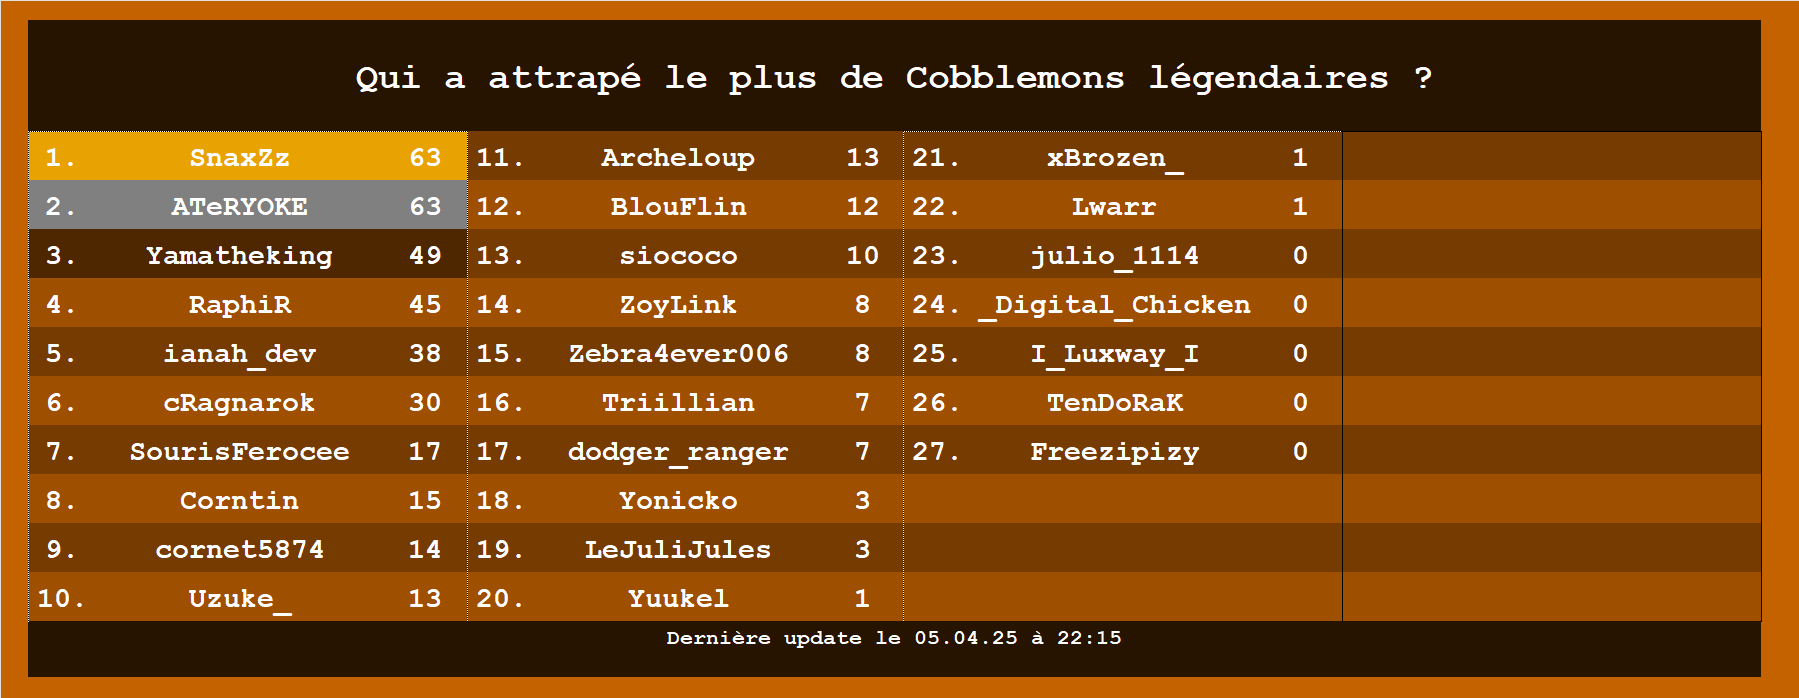 Qui a attrapé le plus de Cobblemons légendaires ?
1. SnaxZz 63
2. ATeRYOKE 63
3. Yamatheking 49
4. RaphiR 45
5. ianah_dev 38
6. cRagnarok 30
7. SourisFerocee 17
8. Corntin 15
9. cornet5874 14
10. Uzuke_ 13
11. Archeloup 13
12. BlouFlin 12
13. siococo 10
14. ZoyLink 8
15. Zebra4ever006 8
16. Triillian 7
17. dodger_ranger 7
18. Yonicko 3
19. LeJuliJules 3
20. Yuukel 1
21. xBrozen_ 1
22. Lwarr 1
23. julio_1114 0
24. _Digital_Chicken 0
25. I_Luxway_I 0
26. TenDoRaK 0
27. Freezipizy 0
Dernière update le 05.04.25 à 22:15